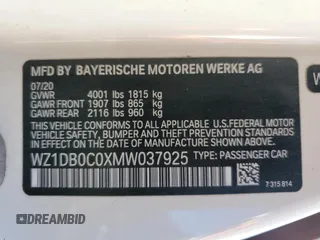 MFD BY BAYERISCHE MOTOREN WERKE AG
07/20
GVWR 4001 lbs 1815 kg
GAWR FRONT 1907 lbs 865 kg
GAWR REAR 2116 lbs 960 kg
THIS VEHICLE CONFORMS TO ALL APPLICABLE
U.S.FEDERAL MOTOR
VEHICLE SAFETY, BUMPER, AND THEFT PREVENTION STANDARDS
IN EFFECT ON THE DATE OF MANUFACTURE SHOWN ABOVE.
WZ1DB0C0XMW037925 TYPE: PASSENGER CAR
7 315 814
W
© DREAMBID
dreambid.com